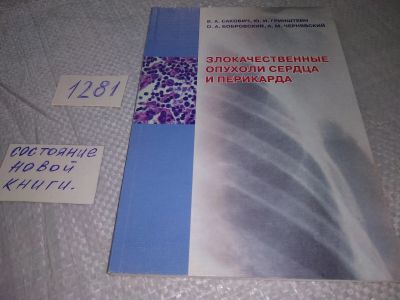 В. А. САКОВИЧ, Ю. И. ГРИНШТЕЙН
О. А. БОБРОВСКИЙ, А. М. ЧЕРНЯВСКИЙ
ЗЛОКАЧЕСТВЕННЫЕ
ОПУХОЛИ СЕРДЦА
И ПЕРИКАРДА
1281
состояние
новой
книги.